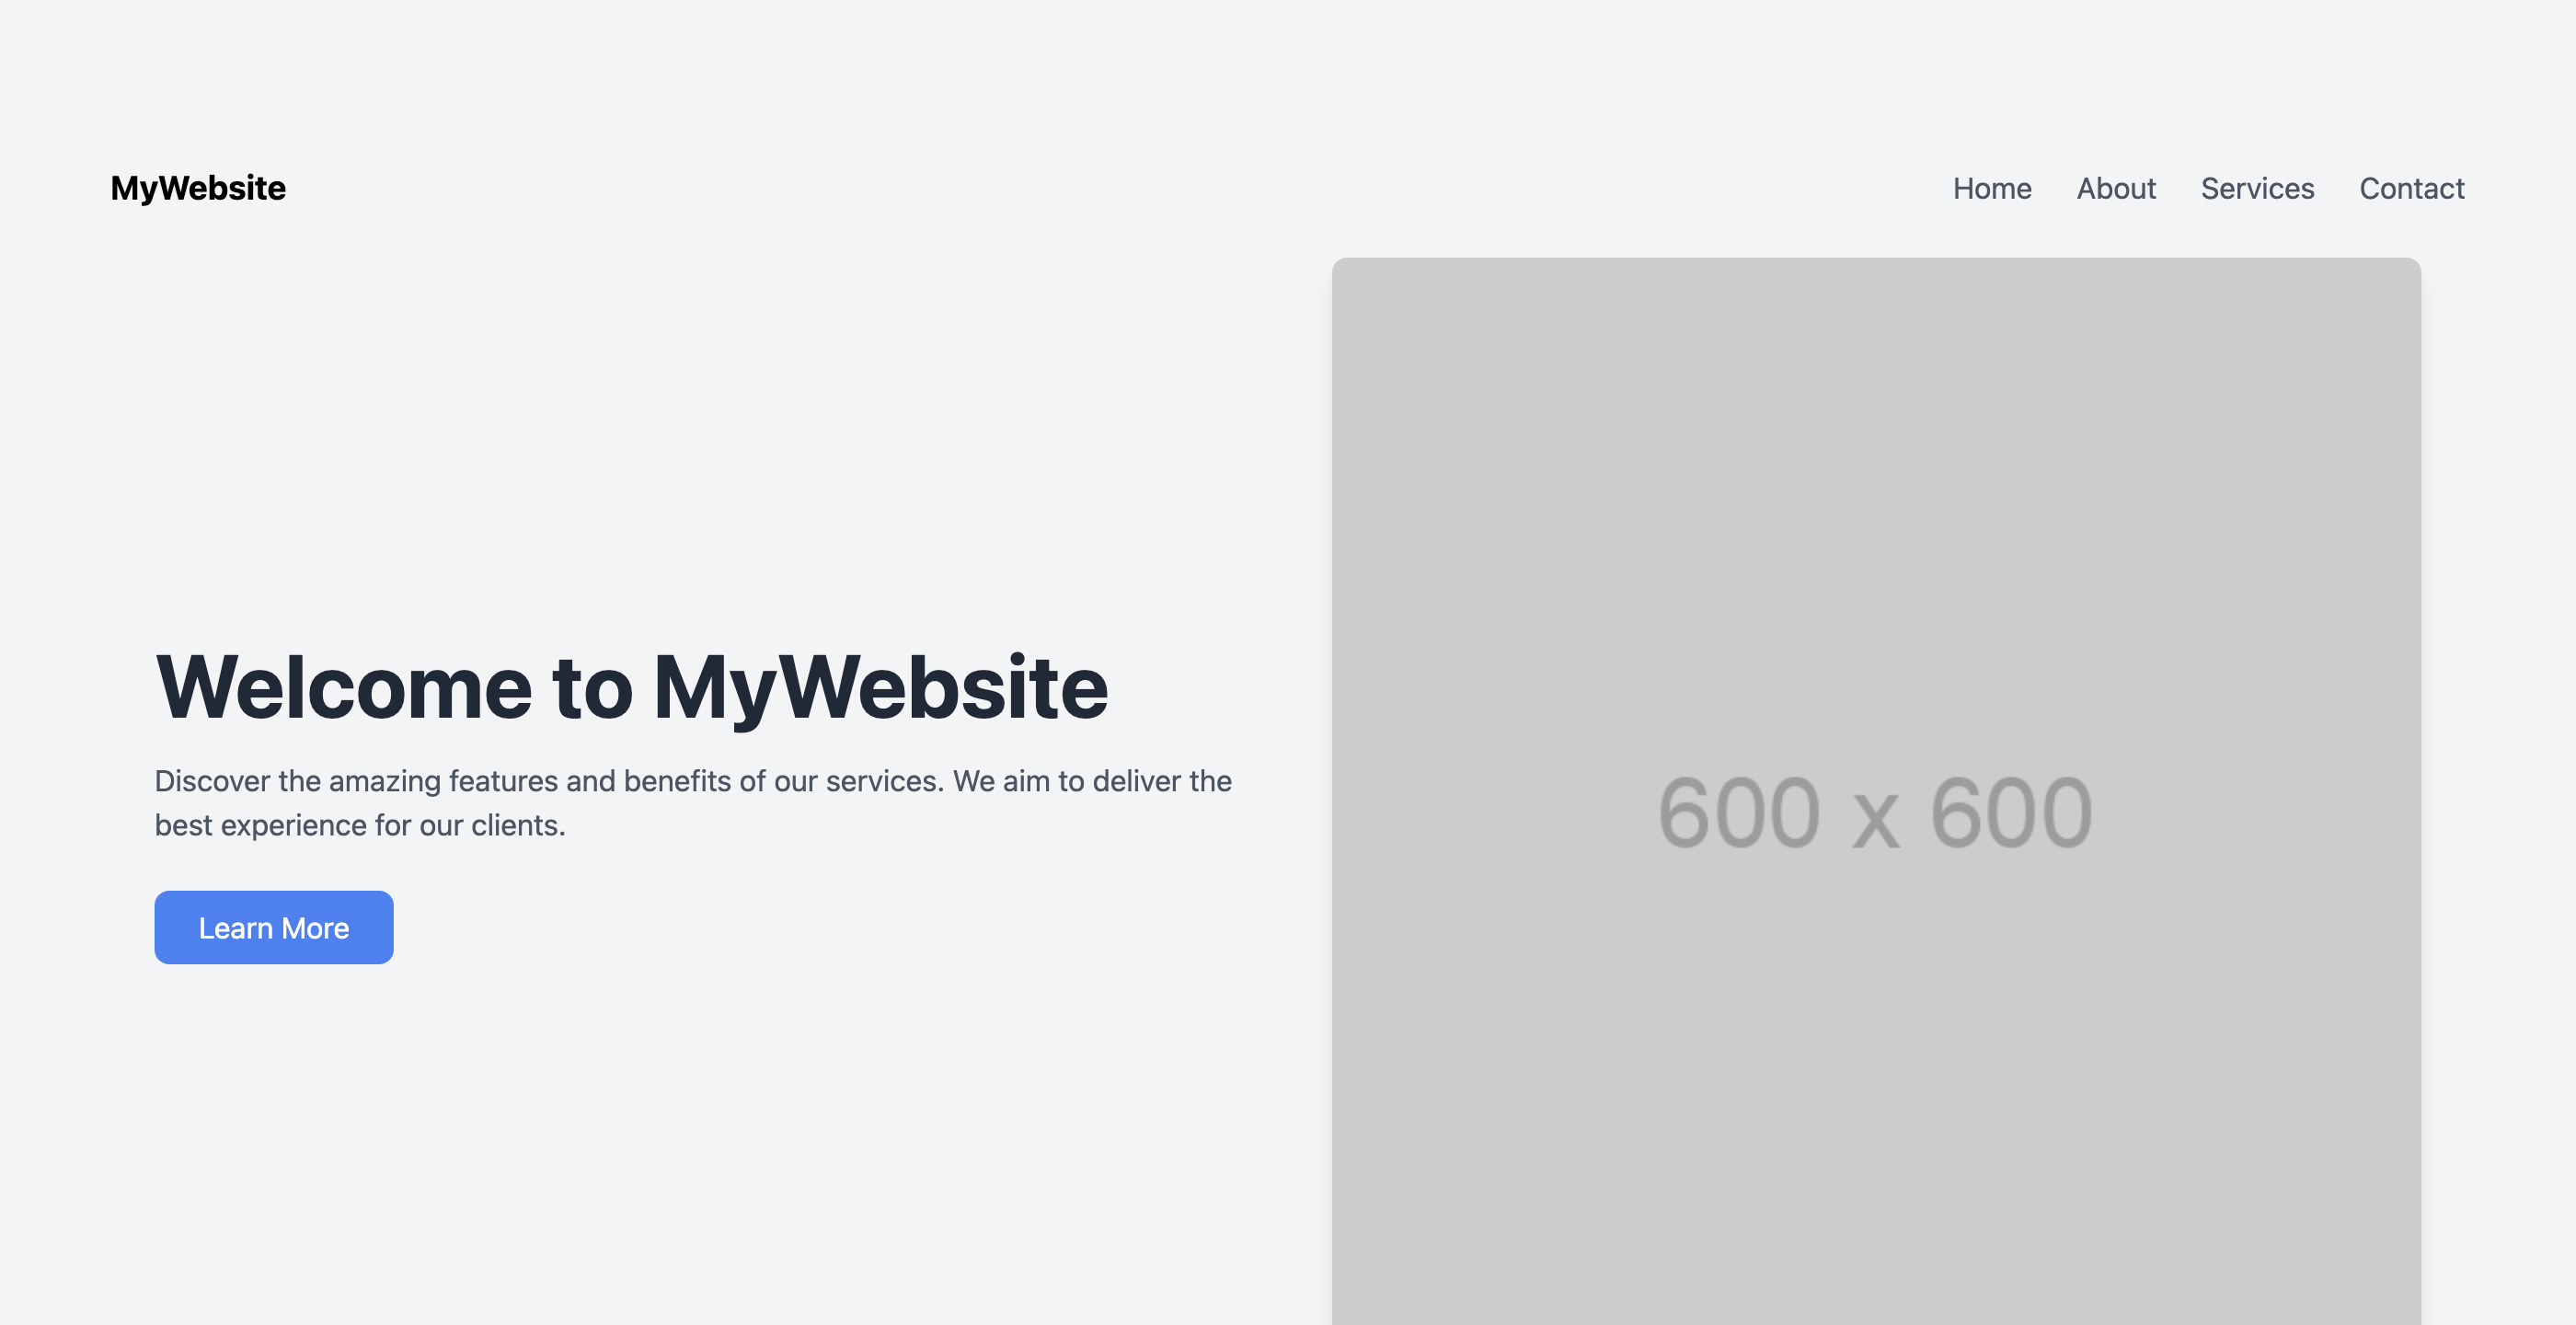 MyWebsite
Home About Services Contact
Welcome to MyWebsite
Discover the amazing features and benefits of our services. We aim to deliver the
best experience for our clients.
Learn More
600 x 600